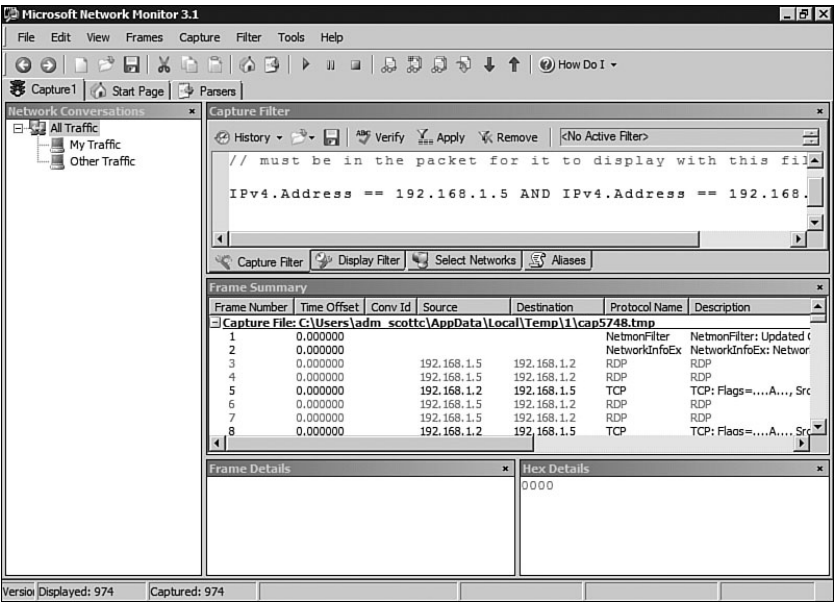 Microsoft Network Monitor 3.1
File Edit View Frames Capture Filter Tools Help
How Do I
Capture1 Start Page Parsers
Network Conversations
All Traffic
My Traffic
Other Traffic
Capture Filter
History Verify Apply Remove <No Active Filter>
// must be in the packet for it to display with this fil
IPv4.Address == 192.168.1.5 AND IPv4.Address == 192.168.
Capture Filter Display Filter Select Networks Aliases
Frame Summary
Frame Number Time Offset Conv Id Source Destination Protocol Name Description
Capture File: C:\Users\adm_scottc\AppData\Local\Temp\1\cap5748.tmp
1 0.000000 NetmonFilter NetmonFilter: Updated
2 0.000000 NetworkInfoEx NetworkInfoEx: Networ
3 0.000000 192.168.1.5 192.168.1.2 RDP RDP
4 0.000000 192.168.1.5 192.168.1.2 RDP RDP
5 0.000000 192.168.1.2 192.168.1.5 TCP TCP: Flags=....A..., Src
6 0.000000 192.168.1.5 192.168.1.2 RDP RDP
7 0.000000 192.168.1.5 192.168.1.2 RDP RDP
8 0.000000 192.168.1.2 192.168.1.5 TCP TCP: Flags=....A..., Src
Frame Details
Hex Details
0000
Versio Displayed: 974 Captured: 974